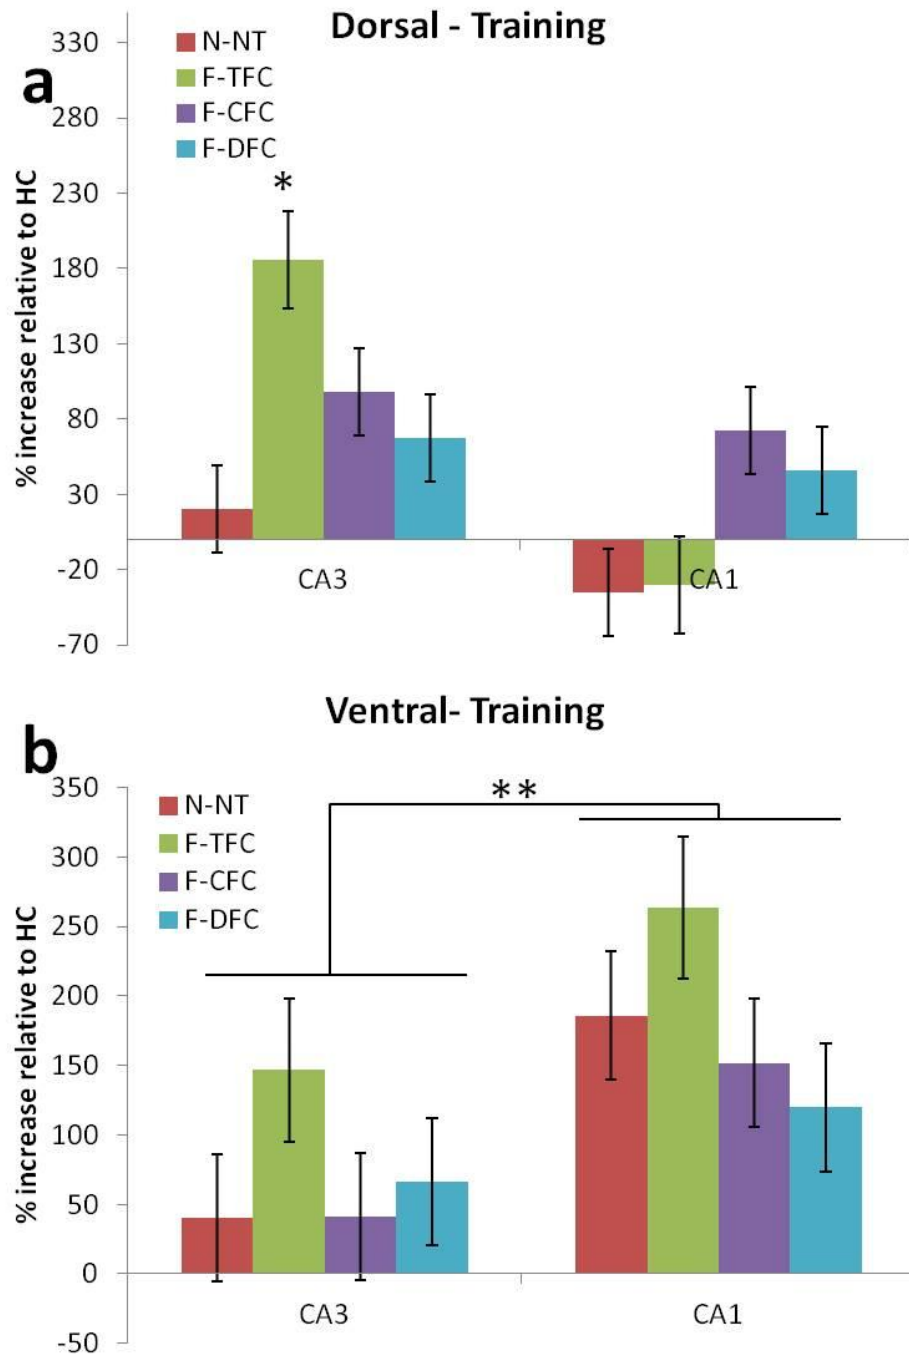 Dorsal - Training
a
% increase relative to HC
330
280
230
180
130
80
30
-20
-70
N-NT
F-TFC
F-CFC
F-DFC
*
CA3
CA1
Ventral- Training
b
% increase relative to HC
350
300
250
200
150
100
50
0
-50
N-NT
F-TFC
F-CFC
F-DFC
**
CA3
CA1